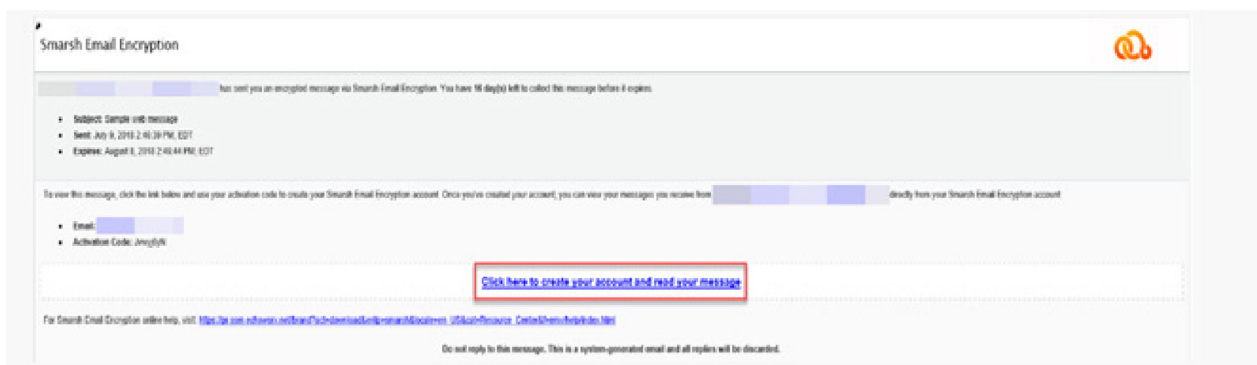 Smarsh Email Encryption
has sent you an encrypted message via Smarsh Email Encryption. You have 16 day(s) left to collect this message before it expires.
Subject: Sample web message
Sent: July 9, 2018 2:46:39 PM, EDT
Expires: August 8, 2018 2:46:44 PM, EDT
To view this message, click the link below and use your activation code to create your Smarsh Email Encryption account. Once you've created your account, you can view your messages you receive from directly from your Smarsh Email Encryption account
Email:
Activation Code:
Click here to create your account and read your message
For Smarsh Email Encryption online help, visit:
Do not reply to this message. This is a system-generated email and all replies will be discarded.